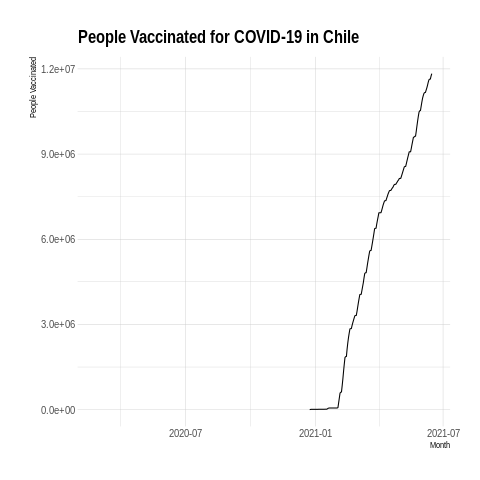 People Vaccinated for COVID-19 in Chile
People Vaccinated
1.2e+07
9.0e+06
6.0e+06
3.0e+06
0.0e+00
2020-07
2021-01
2021-07
Month